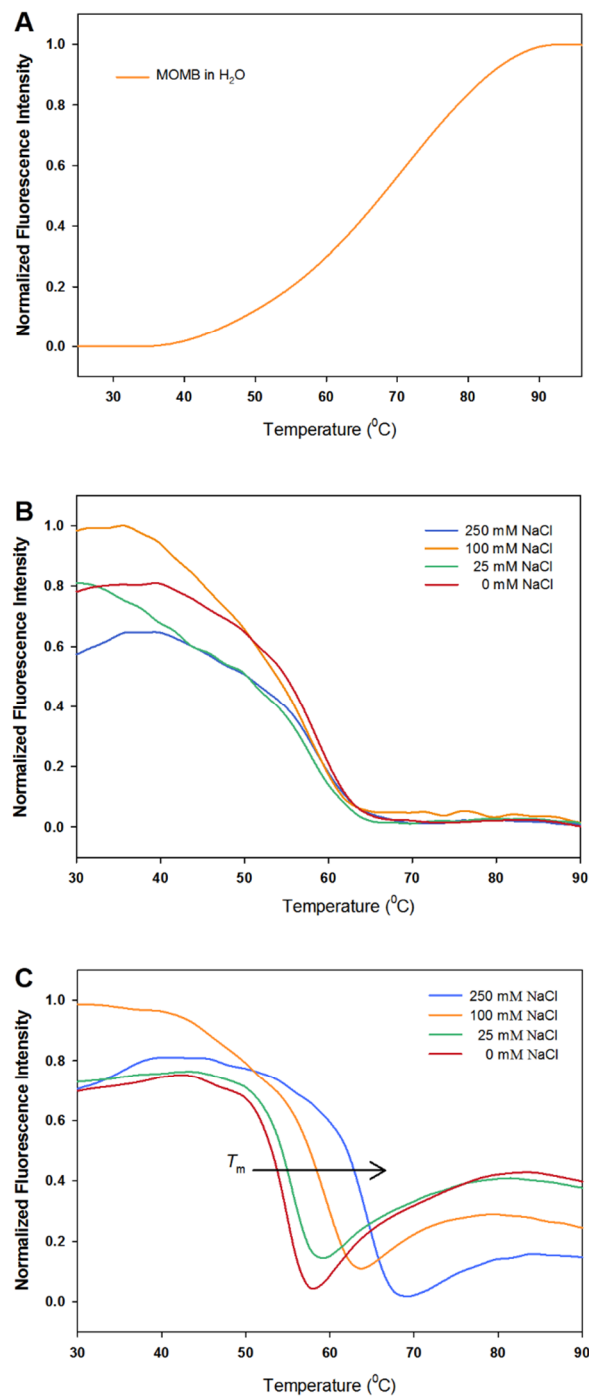 A
Normalized Fluorescence Intensity
1.0
0.8
0.6
0.4
0.2
0.0
MOMB in H₂O
30 40 50 60 70 80 90
Temperature (⁰C)
B
Normalized Fluorescence Intensity
1.0
0.8
0.6
0.4
0.2
0.0
250 mM NaCl
100 mM NaCl
25 mM NaCl
0 mM NaCl
30 40 50 60 70 80 90
Temperature (⁰C)
C
Normalized Fluorescence Intensity
1.0
0.8
0.6
0.4
0.2
0.0
250 mM NaCl
100 mM NaCl
25 mM NaCl
0 mM NaCl
Tₘ
30 40 50 60 70 80 90
Temperature (⁰C)